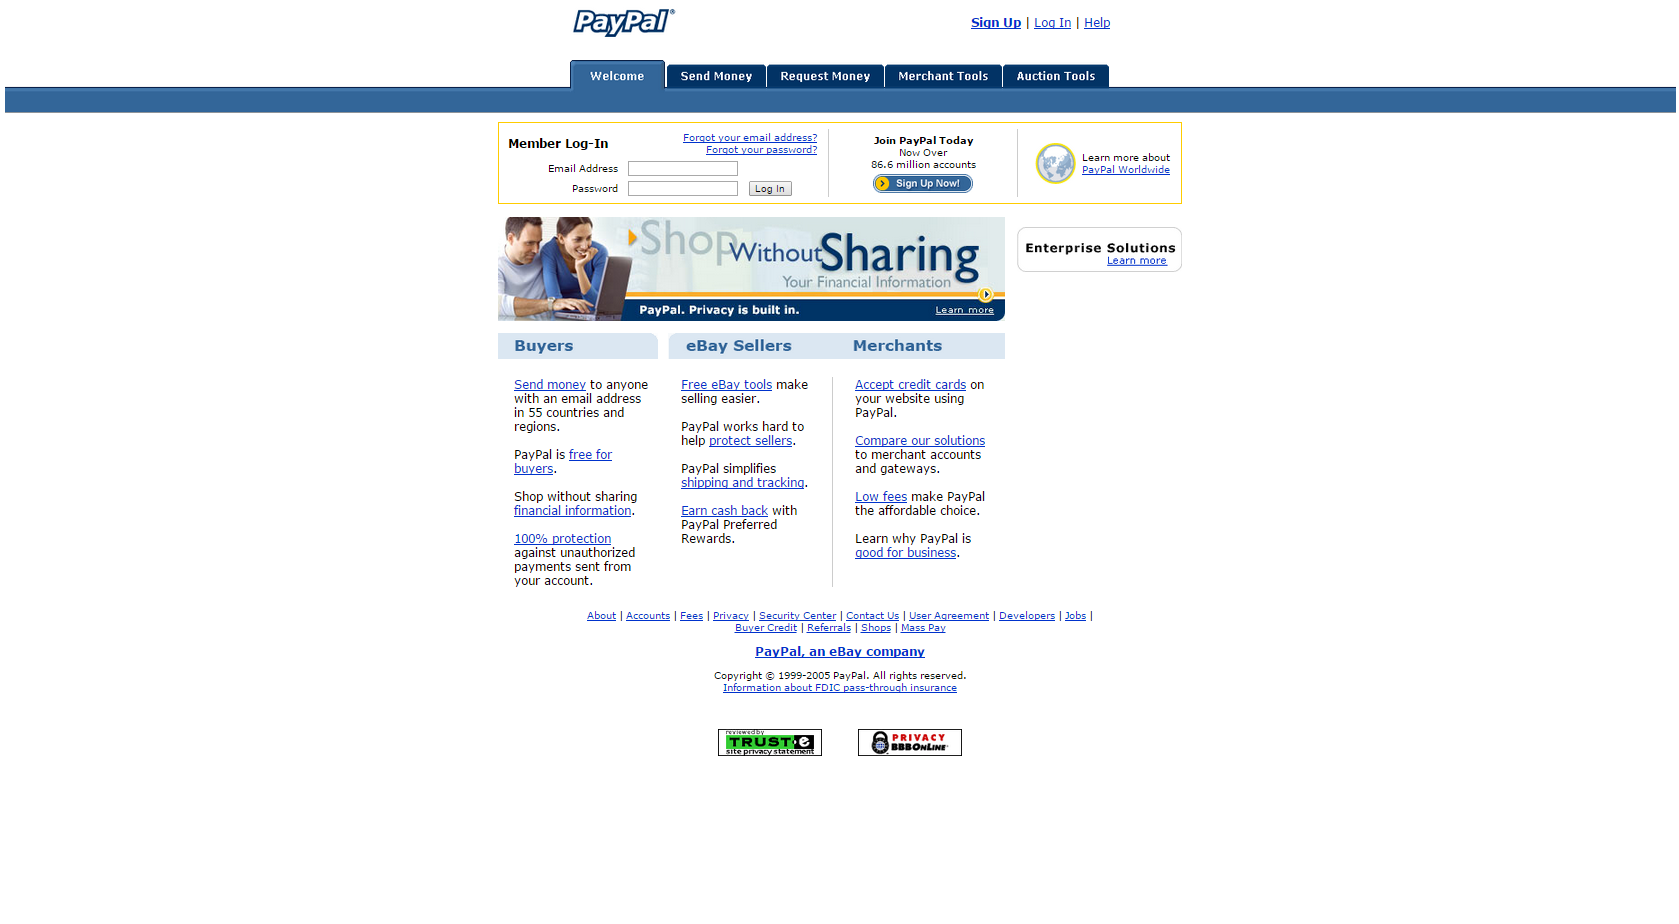 PayPal®
Sign Up | Log In | Help
Welcome
Send Money
Request Money
Merchant Tools
Auction Tools
Member Log-In
Forgot your email address?
Forgot your password?
Email Address
Password
Log In
Join PayPal Today
Now Over
86.6 million accounts
Sign Up Now!
Learn more about
PayPal Worldwide
Shop Without Sharing
Your Financial Information
PayPal. Privacy is built in.
Learn more
Enterprise Solutions
Learn more
Buyers
Send money to anyone
with an email address
in 55 countries and
regions.
PayPal is free for
buyers.
Shop without sharing
financial information.
100% protection
against unauthorized
payments sent from
your account.
eBay Sellers
Free eBay tools make
selling easier.
PayPal works hard to
help protect sellers.
PayPal simplifies
shipping and tracking.
Earn cash back with
PayPal Preferred
Rewards.
Merchants
Accept credit cards on
your website using
PayPal.
Compare our solutions
to merchant accounts
and gateways.
Low fees make PayPal
the affordable choice.
Learn why PayPal is
good for business.
About | Accounts | Fees | Privacy | Security Center | Contact Us | User Agreement | Developers | Jobs |
Buyer Credit | Referrals | Shops | Mass Pay
PayPal, an eBay company
Copyright © 1999-2005 PayPal. All rights reserved.
Information about FDIC pass-through insurance
reviewed by
TRUST·e
site privacy statement
PRIVACY
BBBOnLine